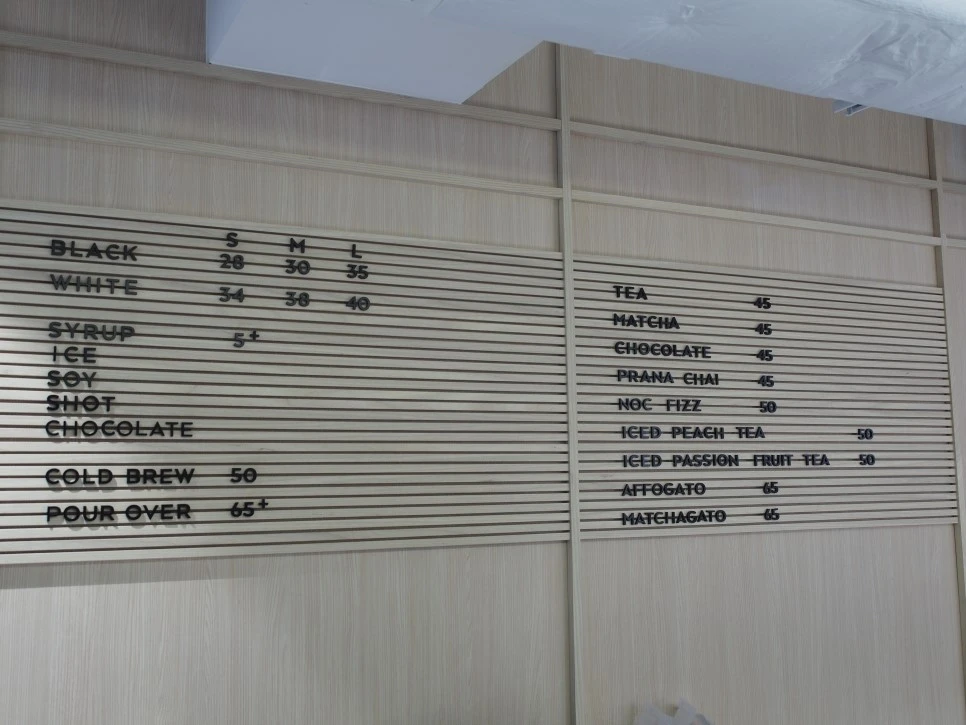 S M L
BLACK 28 30 35
WHITE 34 38 40
SYRUP 5+
ICE
SOY
SHOT
CHOCOLATE
COLD BREW 50
POUR OVER 65+
TEA 45
MATCHA 45
CHOCOLATE 45
PRANA CHAI 45
NOC FIZZ 50
ICED PEACH TEA 50
ICED PASSION FRUIT TEA 50
AFFOGATO 65
MATCHAGATO 65